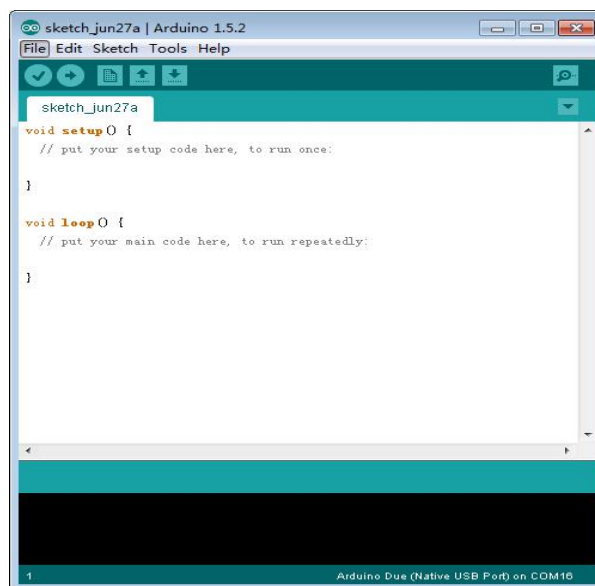 sketch_jun27a | Arduino 1.5.2
File Edit Sketch Tools Help
sketch_jun27a
void setup() {
// put your setup code here, to run once:
}
void loop() {
// put your main code here, to run repeatedly:
}
1 Arduino Due (Native USB Port) on COM16